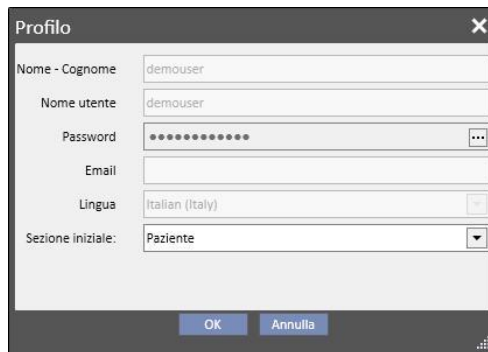 Profilo
Nome - Cognome demouser
Nome utente demouser
Password ●●●●●●●●●●●● ...
Email
Lingua Italian (Italy)
Sezione iniziale: Paziente
OK Annulla